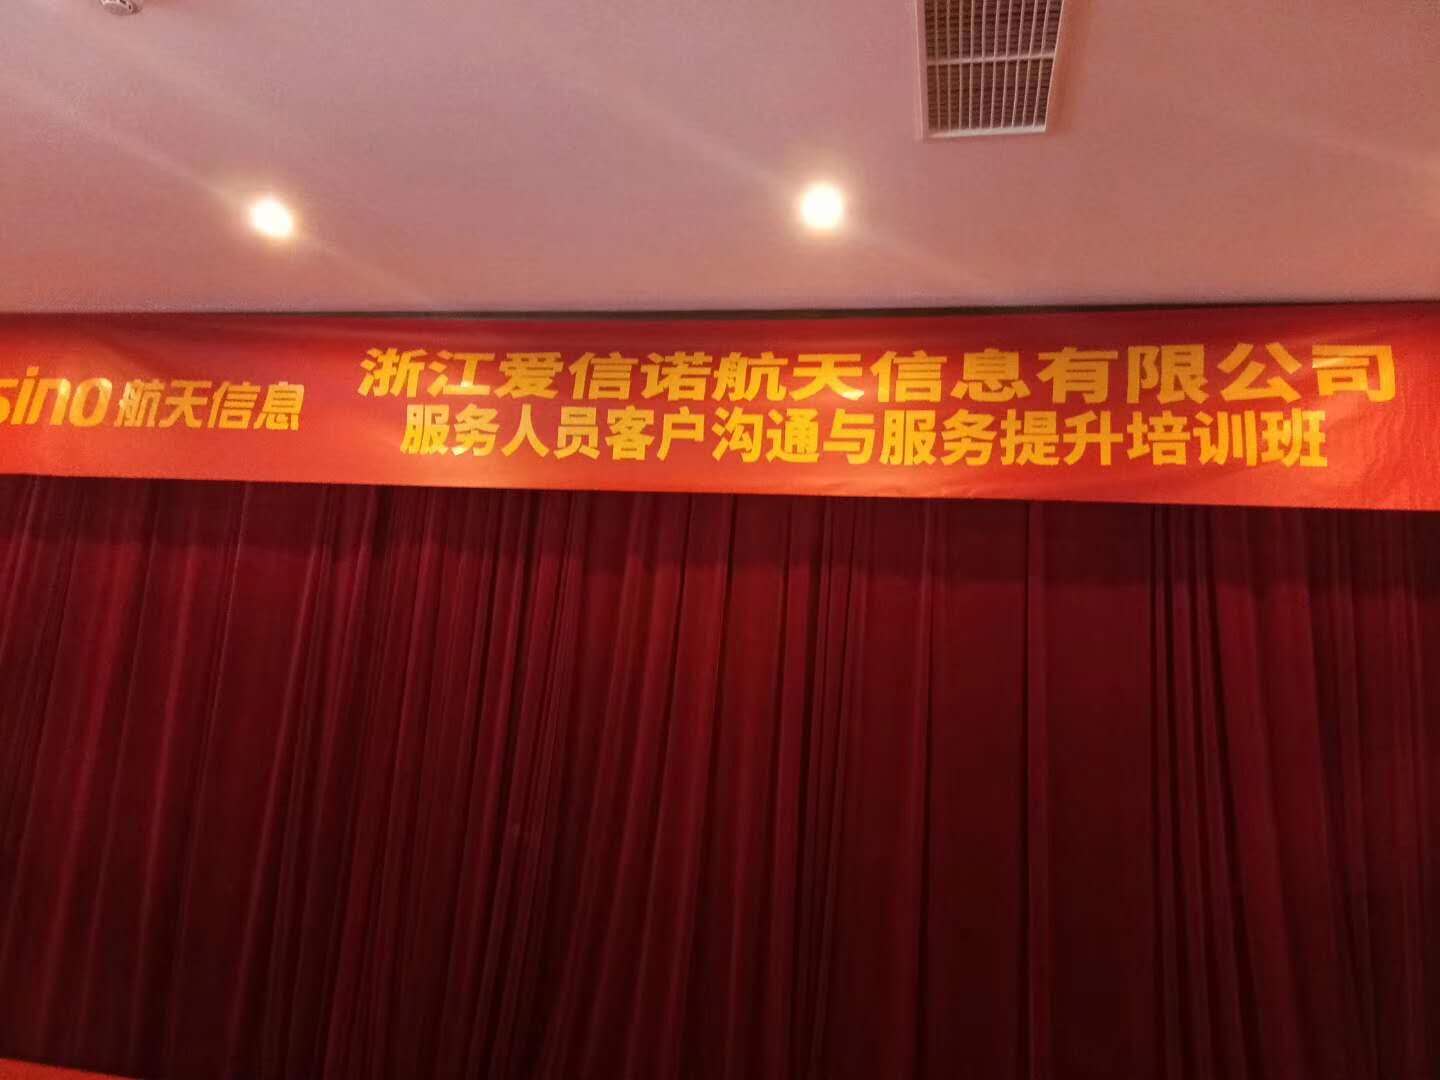 sino 航天信息
浙江爱信诺航天信息有限公司
服务人员客户沟通与服务提升培训班